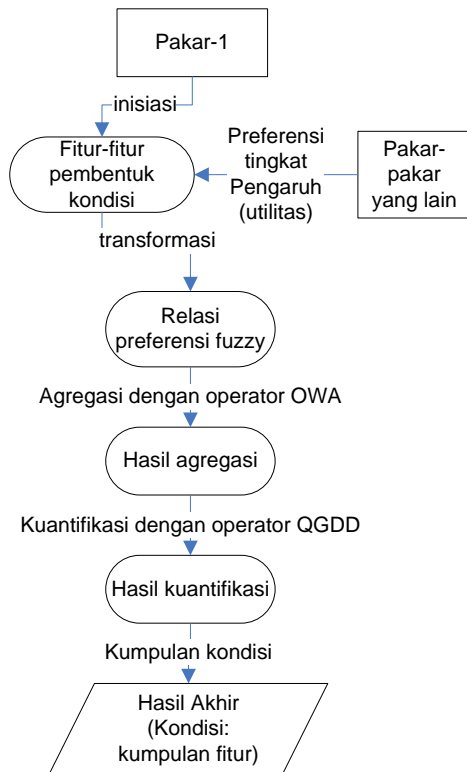 Pakar-1
inisiasi
Fitur-fitur
pembentuk
kondisi
Preferensi
tingkat
Pengaruh
(utilitas)
Pakar-
pakar
yang lain
transformasi
Relasi
preferensi fuzzy
Agregasi dengan operator OWA
Hasil agregasi
Kuantifikasi dengan operator QGDD
Hasil kuantifikasi
Kumpulan kondisi
Hasil Akhir
(Kondisi:
kumpulan fitur)